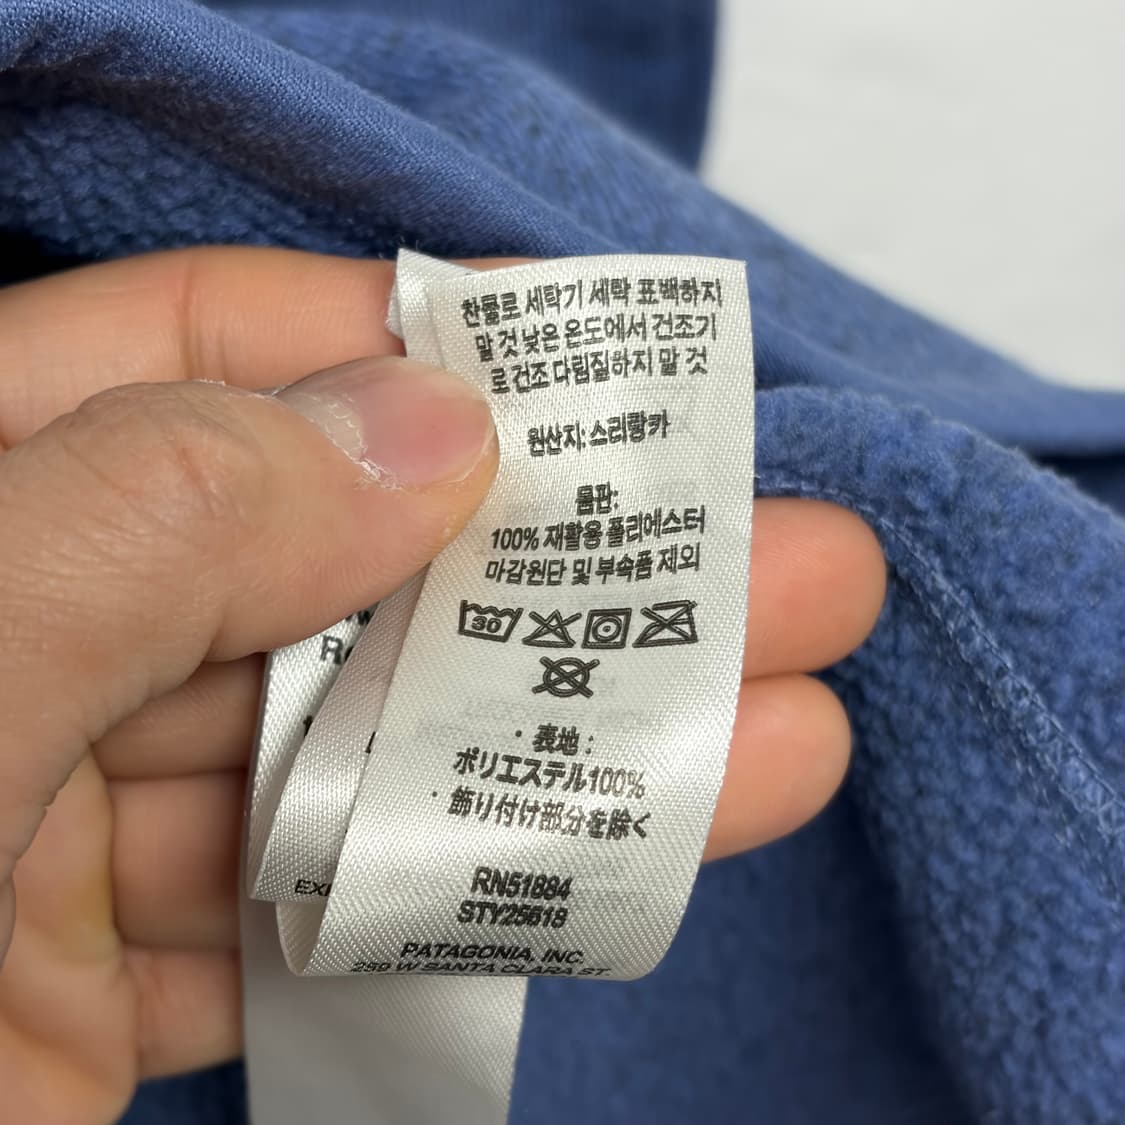 찬물로 세탁기 세탁 표백하지
말 것 낮은 온도에서 건조기
로 건조 다림질하지 말 것
원산지: 스리랑카
몸판:
100% 재활용 폴리에스터
마감원단 및 부속품 제외
30
・表地:
ポリエステル100%
・飾り付け部分を除く
RN51884
STY25618
PATAGONIA, INC.
259 W SANTA CLARA ST.